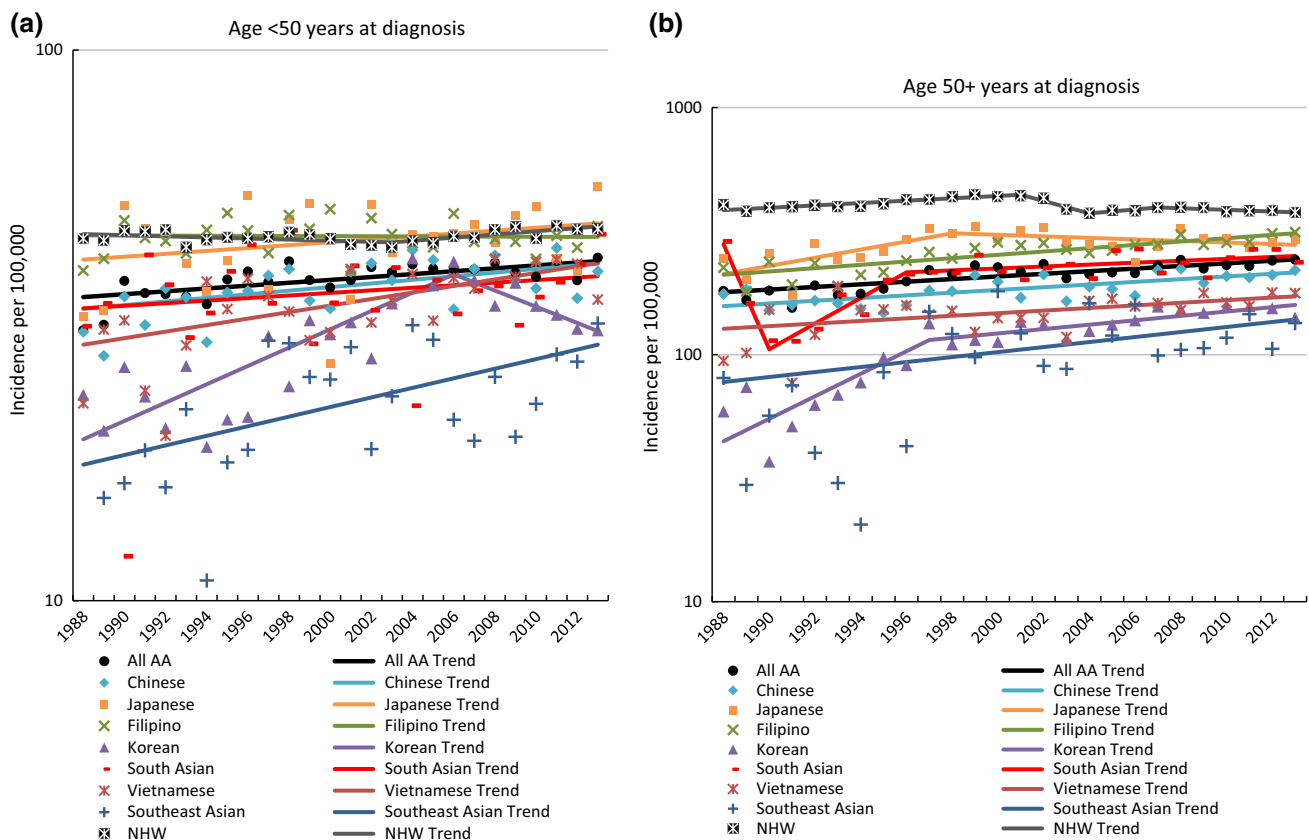 (a)
Age <50 years at diagnosis
100
10
Incidence per 100,000
1988
1990
1992
1994
1996
1998
2000
2002
2004
2006
2008
2010
2012
All AA
All AA Trend
Chinese
Chinese Trend
Japanese
Japanese Trend
Filipino
Filipino Trend
Korean
Korean Trend
South Asian
South Asian Trend
Vietnamese
Vietnamese Trend
Southeast Asian
Southeast Asian Trend
NHW
NHW Trend
(b)
Age 50+ years at diagnosis
1000
100
10
Incidence per 100,000
1988
1990
1992
1994
1996
1998
2000
2002
2004
2006
2008
2010
2012
All AA
All AA Trend
Chinese
Chinese Trend
Japanese
Japanese Trend
Filipino
Filipino Trend
Korean
Korean Trend
South Asian
South Asian Trend
Vietnamese
Vietnamese Trend
Southeast Asian
Southeast Asian Trend
NHW
NHW Trend